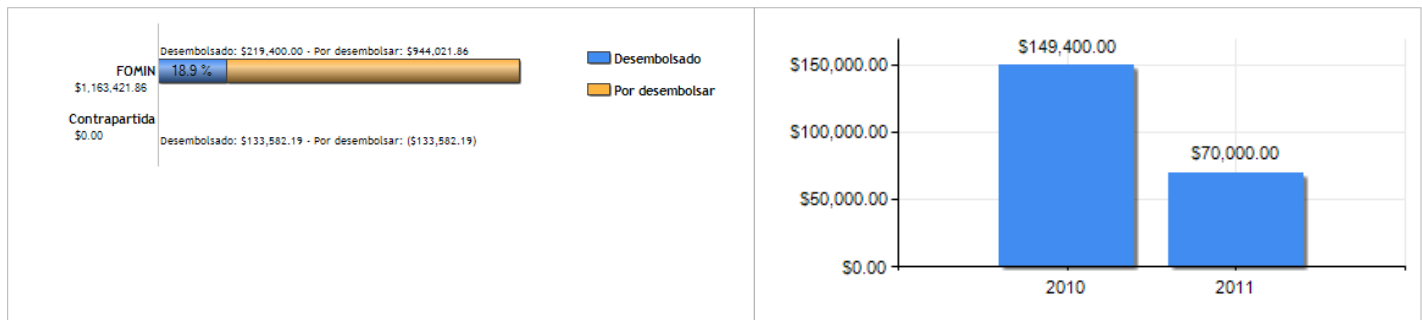 Desembolsado: $219,400.00 - Por desembolsar: $944,021.86
FOMIN
18.9 %
$1,163,421.86
Contrapartida
$0.00
Desembolsado: $133,582.19 - Por desembolsar: ($133,582.19)
Desembolsado
Por desembolsar
$149,400.00
$150,000.00
$100,000.00
$70,000.00
$50,000.00
$0.00
2010
2011